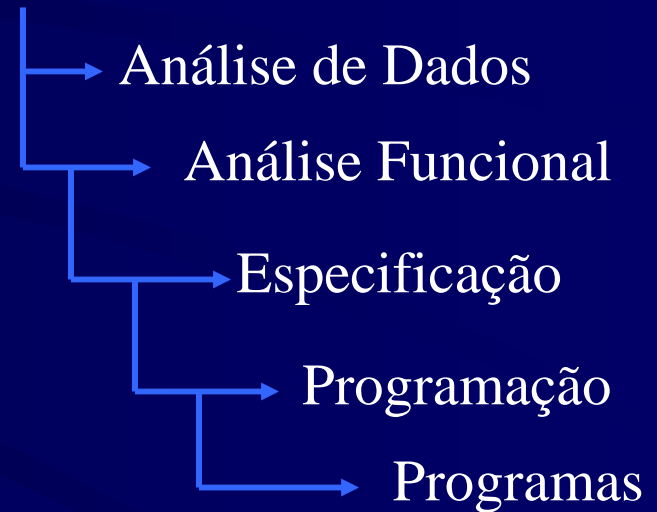 Análise de Dados
Análise Funcional
Especificação
Programação
Programas